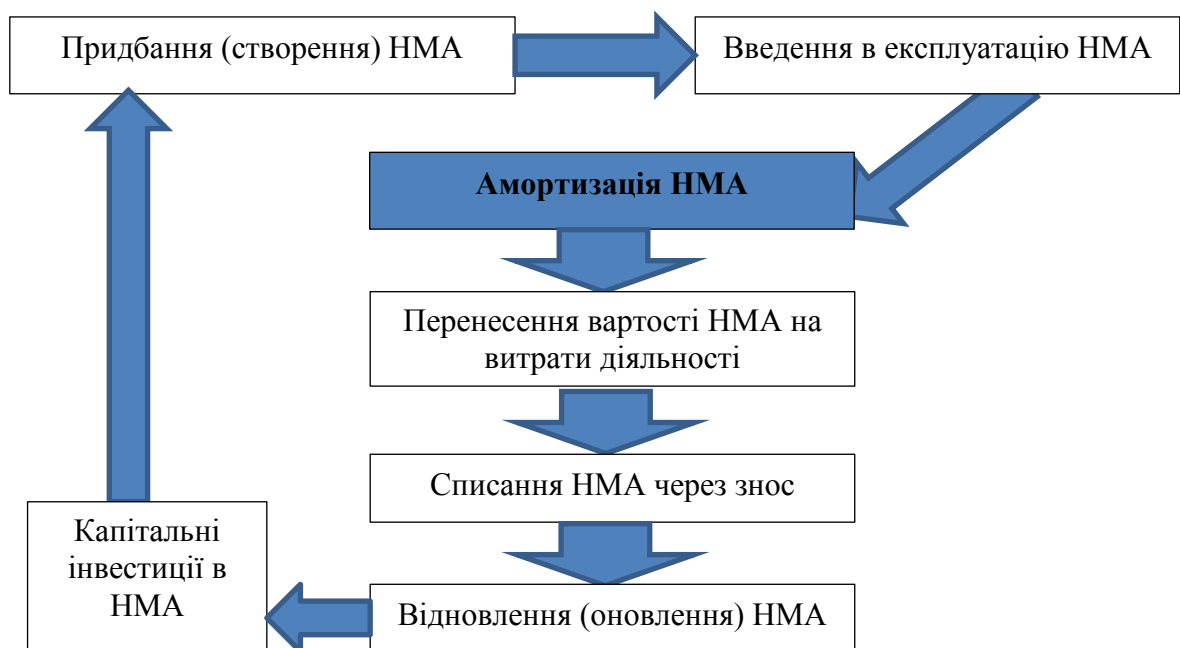 Придбання (створення) НМА
Введення в експлуатацію НМА
Амортизація НМА
Перенесення вартості НМА на
витрати діяльності
Списання НМА через знос
Капітальні
інвестиції в
НМА
Відновлення (оновлення) НМА